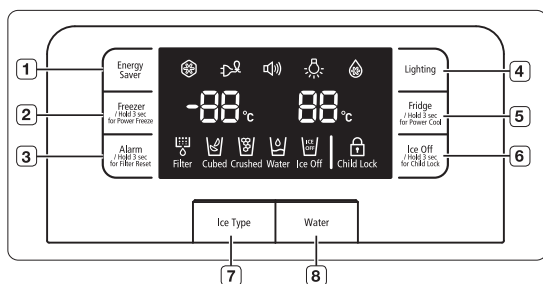 1
Energy
Saver
2
Freezer
/ Hold 3 sec
for Power Freeze
3
Alarm
/ Hold 3 sec
for Filter Reset
-88 °C
88 °C
Filter
Cubed
Crushed
Ice Off
ICE
OFF
Child Lock
Lighting
4
Fridge
/ Hold 3 sec
for Power Cool
5
Ice Off
/ Hold 3 sec
for Child Lock
6
Ice Type
Water
7
8